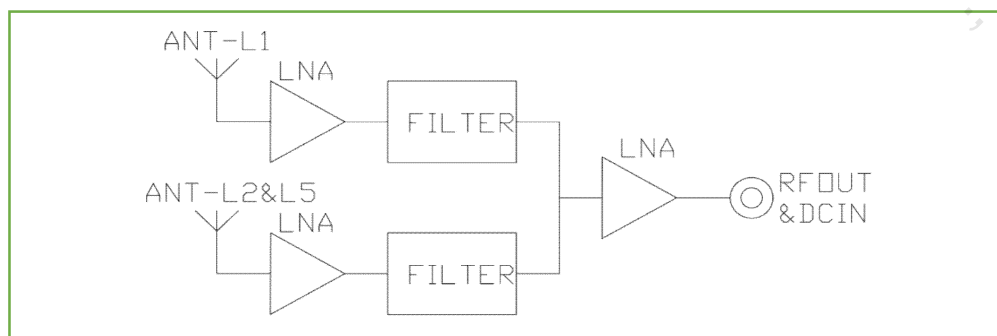 ANT-L1
LNA
FILTER
LNA
ANT-L2&L5
LNA
FILTER
RFOUT
&DCIN